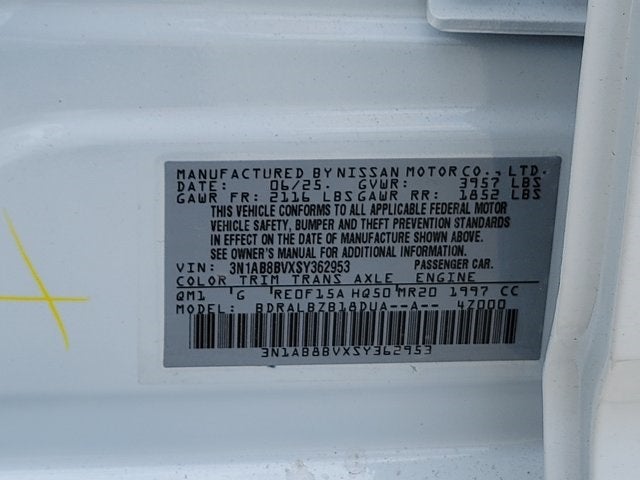 MANUFACTURED BY NISSAN MOTOR CO., LTD.
DATE: 06/25. GVWR: 3957 LBS
GAWR FR: 2116 LBS GAWR RR: 1852 LBS
THIS VEHICLE CONFORMS TO ALL APPLICABLE FEDERAL MOTOR
VEHICLE SAFETY, BUMPER AND THEFT PREVENTION STANDARDS
IN EFFECT ON THE DATE OF MANUFACTURE SHOWN ABOVE.
SEE OWNER'S MANUAL FOR ADDITIONAL INFORMATION.
VIN: 3N1AB8BVXSY362953 PASSENGER CAR.
COLOR TRIM TRANS AXLE ENGINE
QM1 G RE0F15A HQ50 MR20 1997 CC
MODEL: BDRALBZB18DUA--A-- 4Z000
3N1AB8BVXSY362953